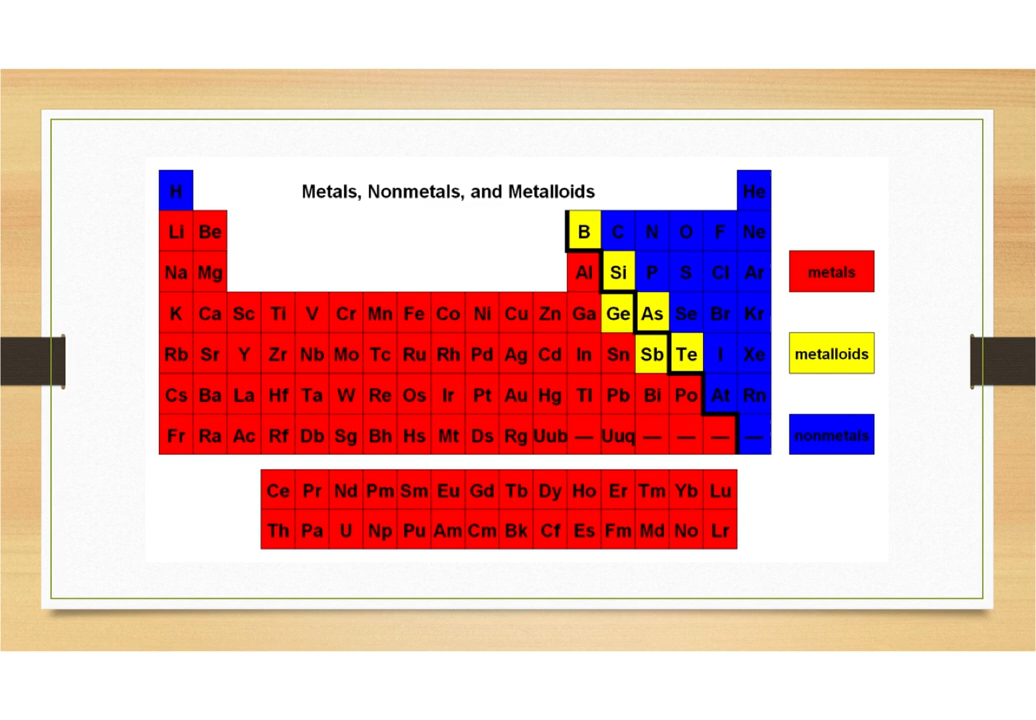 H Metals, Nonmetals, and Metalloids He
Li Be B C N O F Ne
Na Mg Al Si P S Cl Ar metals
K Ca Sc Ti V Cr Mn Fe Co Ni Cu Zn Ga Ge As Se Br Kr
Rb Sr Y Zr Nb Mo Tc Ru Rh Pd Ag Cd In Sn Sb Te I Xe metalloids
Cs Ba La Hf Ta W Re Os Ir Pt Au Hg Tl Pb Bi Po At Rn
Fr Ra Ac Rf Db Sg Bh Hs Mt Ds Rg Uub — Uuq — — — — nonmetals
Ce Pr Nd Pm Sm Eu Gd Tb Dy Ho Er Tm Yb Lu
Th Pa U Np Pu Am Cm Bk Cf Es Fm Md No Lr